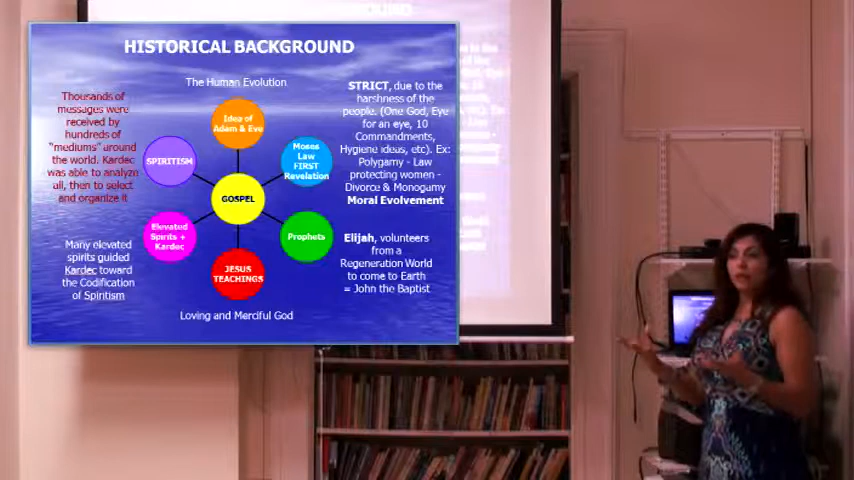 HISTORICAL BACKGROUND
The Human Evolution
Thousands of
messages were
received by
hundreds of
"mediums" around
the world. Kardec
was able to analyze
all, then to select
and organize it
Many elevated
spirits guided
Kardec toward
the Codification
of Spiritism
Idea of
Adam & Eve
SPIRITISM
Moses
Law
FIRST
Revelation
GOSPEL
Elevated
Spirits +
Kardec
Prophets
JESUS
TEACHINGS
Loving and Merciful God
STRICT, due to the
harshness of the
people. (One God, Eye
for an eye, 10
Commandments,
Hygiene ideas, etc). Ex:
Polygamy - Law
protecting women -
Divorce & Monogamy
Moral Evolvement
Elijah, volunteers
from a
Regeneration World
to come to Earth
= John the Baptist